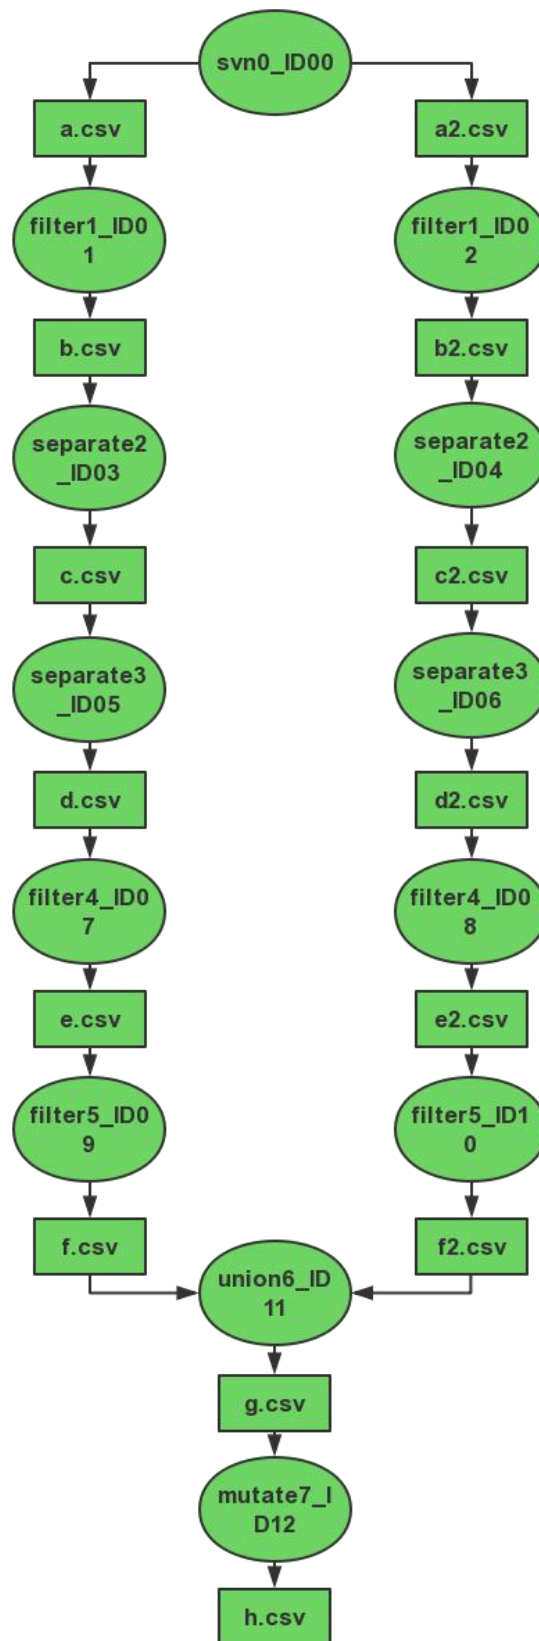 svn0_ID00
a.csv
a2.csv
filter1_ID0
1
filter1_ID0
2
b.csv
b2.csv
separate2
_ID03
separate2
_ID04
c.csv
c2.csv
separate3
_ID05
separate3
_ID06
d.csv
d2.csv
filter4_ID0
7
filter4_ID0
8
e.csv
e2.csv
filter5_ID0
9
filter5_ID1
0
f.csv
f2.csv
union6_ID
11
g.csv
mutate7_I
D12
h.csv